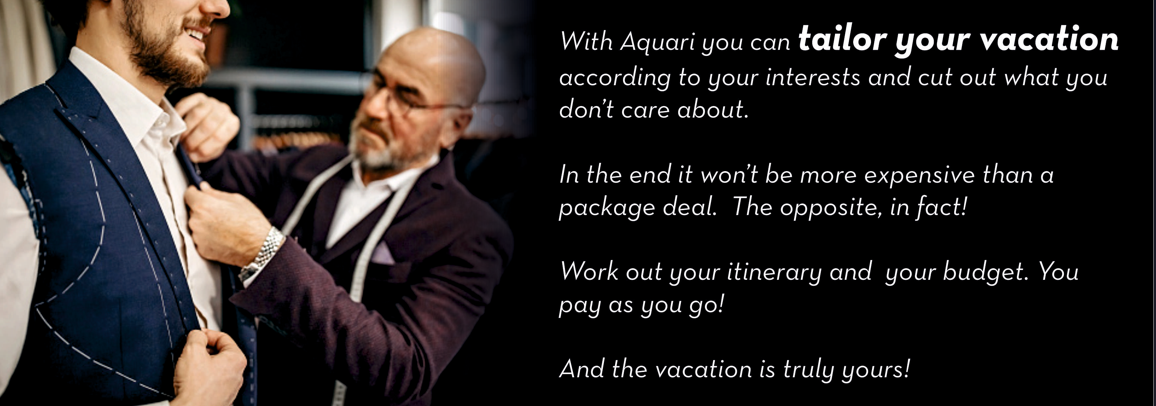 With Aquari you can tailor your vacation
according to your interests and cut out what you
don't care about.
In the end it won't be more expensive than a
package deal.  The opposite, in fact!
Work out your itinerary and  your budget. You
pay as you go!
And the vacation is truly yours!